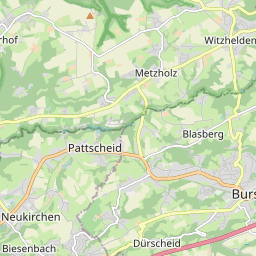 rhof
Witzhelden
Metzholz
Blasberg
Pattscheid
Burs
Neukirchen
Biesenbach
Dürscheid